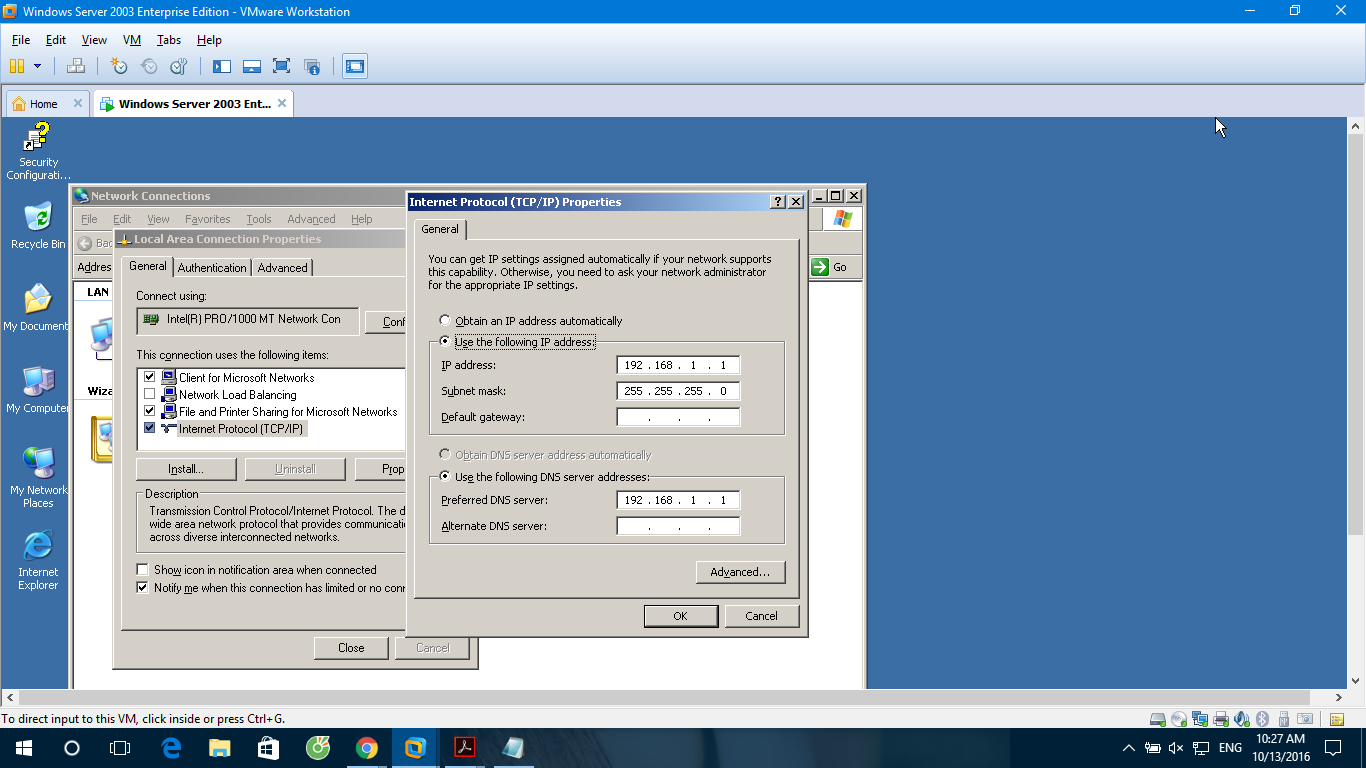 Windows Server 2003 Enterprise Edition - VMware Workstation
File Edit View VM Tabs Help
Home
Windows Server 2003 Ent...
Security
Configurati...
Recycle Bin
My Document
My Computer
My Network
Places
Internet
Explorer
Network Connections
File Edit View Favorites Tools Advanced Help
Bac
Addres
Go
LAN
Wiza
Local Area Connection Properties
General Authentication Advanced
Connect using:
Intel(R) PRO/1000 MT Network Con
Conf
This connection uses the following items:
Client for Microsoft Networks
Network Load Balancing
File and Printer Sharing for Microsoft Networks
Internet Protocol (TCP/IP)
Install... Uninstall Prop
Description
Transmission Control Protocol/Internet Protocol. The d
wide area network protocol that provides communicati
across diverse interconnected networks.
Show icon in notification area when connected
Notify me when this connection has limited or no conn
Close Cancel
Internet Protocol (TCP/IP) Properties
General
You can get IP settings assigned automatically if your network supports
this capability. Otherwise, you need to ask your network administrator
for the appropriate IP settings.
Obtain an IP address automatically
Use the following IP address:
IP address: 192 . 168 . 1 . 1
Subnet mask: 255 . 255 . 255 . 0
Default gateway: . . .
Obtain DNS server address automatically
Use the following DNS server addresses:
Preferred DNS server: 192 . 168 . 1 . 1
Alternate DNS server: . . .
Advanced...
OK Cancel
To direct input to this VM, click inside or press Ctrl+G.
ENG
10:27 AM
10/13/2016